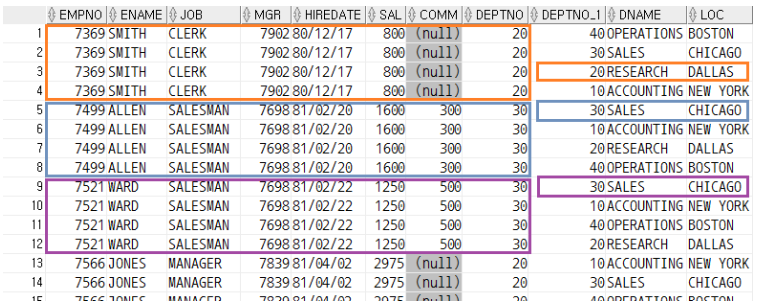 EMPNO ENAME JOB MGR HIREDATE SAL COMM DEPTNO DEPTNO_1 DNAME LOC
1 7369 SMITH CLERK 7902 80/12/17 800 (null) 20 40 OPERATIONS BOSTON
2 7369 SMITH CLERK 7902 80/12/17 800 (null) 20 30 SALES CHICAGO
3 7369 SMITH CLERK 7902 80/12/17 800 (null) 20 20 RESEARCH DALLAS
4 7369 SMITH CLERK 7902 80/12/17 800 (null) 20 10 ACCOUNTING NEW YORK
5 7499 ALLEN SALESMAN 7698 81/02/20 1600 300 30 30 SALES CHICAGO
6 7499 ALLEN SALESMAN 7698 81/02/20 1600 300 30 10 ACCOUNTING NEW YORK
7 7499 ALLEN SALESMAN 7698 81/02/20 1600 300 30 20 RESEARCH DALLAS
8 7499 ALLEN SALESMAN 7698 81/02/20 1600 300 30 40 OPERATIONS BOSTON
9 7521 WARD SALESMAN 7698 81/02/22 1250 500 30 30 SALES CHICAGO
10 7521 WARD SALESMAN 7698 81/02/22 1250 500 30 10 ACCOUNTING NEW YORK
11 7521 WARD SALESMAN 7698 81/02/22 1250 500 30 40 OPERATIONS BOSTON
12 7521 WARD SALESMAN 7698 81/02/22 1250 500 30 20 RESEARCH DALLAS
13 7566 JONES MANAGER 7839 81/04/02 2975 (null) 20 10 ACCOUNTING NEW YORK
14 7566 JONES MANAGER 7839 81/04/02 2975 (null) 20 30 SALES CHICAGO
15 7566 JONES MANAGER 7839 81/04/02 2975 (null) 20 40 OPERATIONS BOSTON